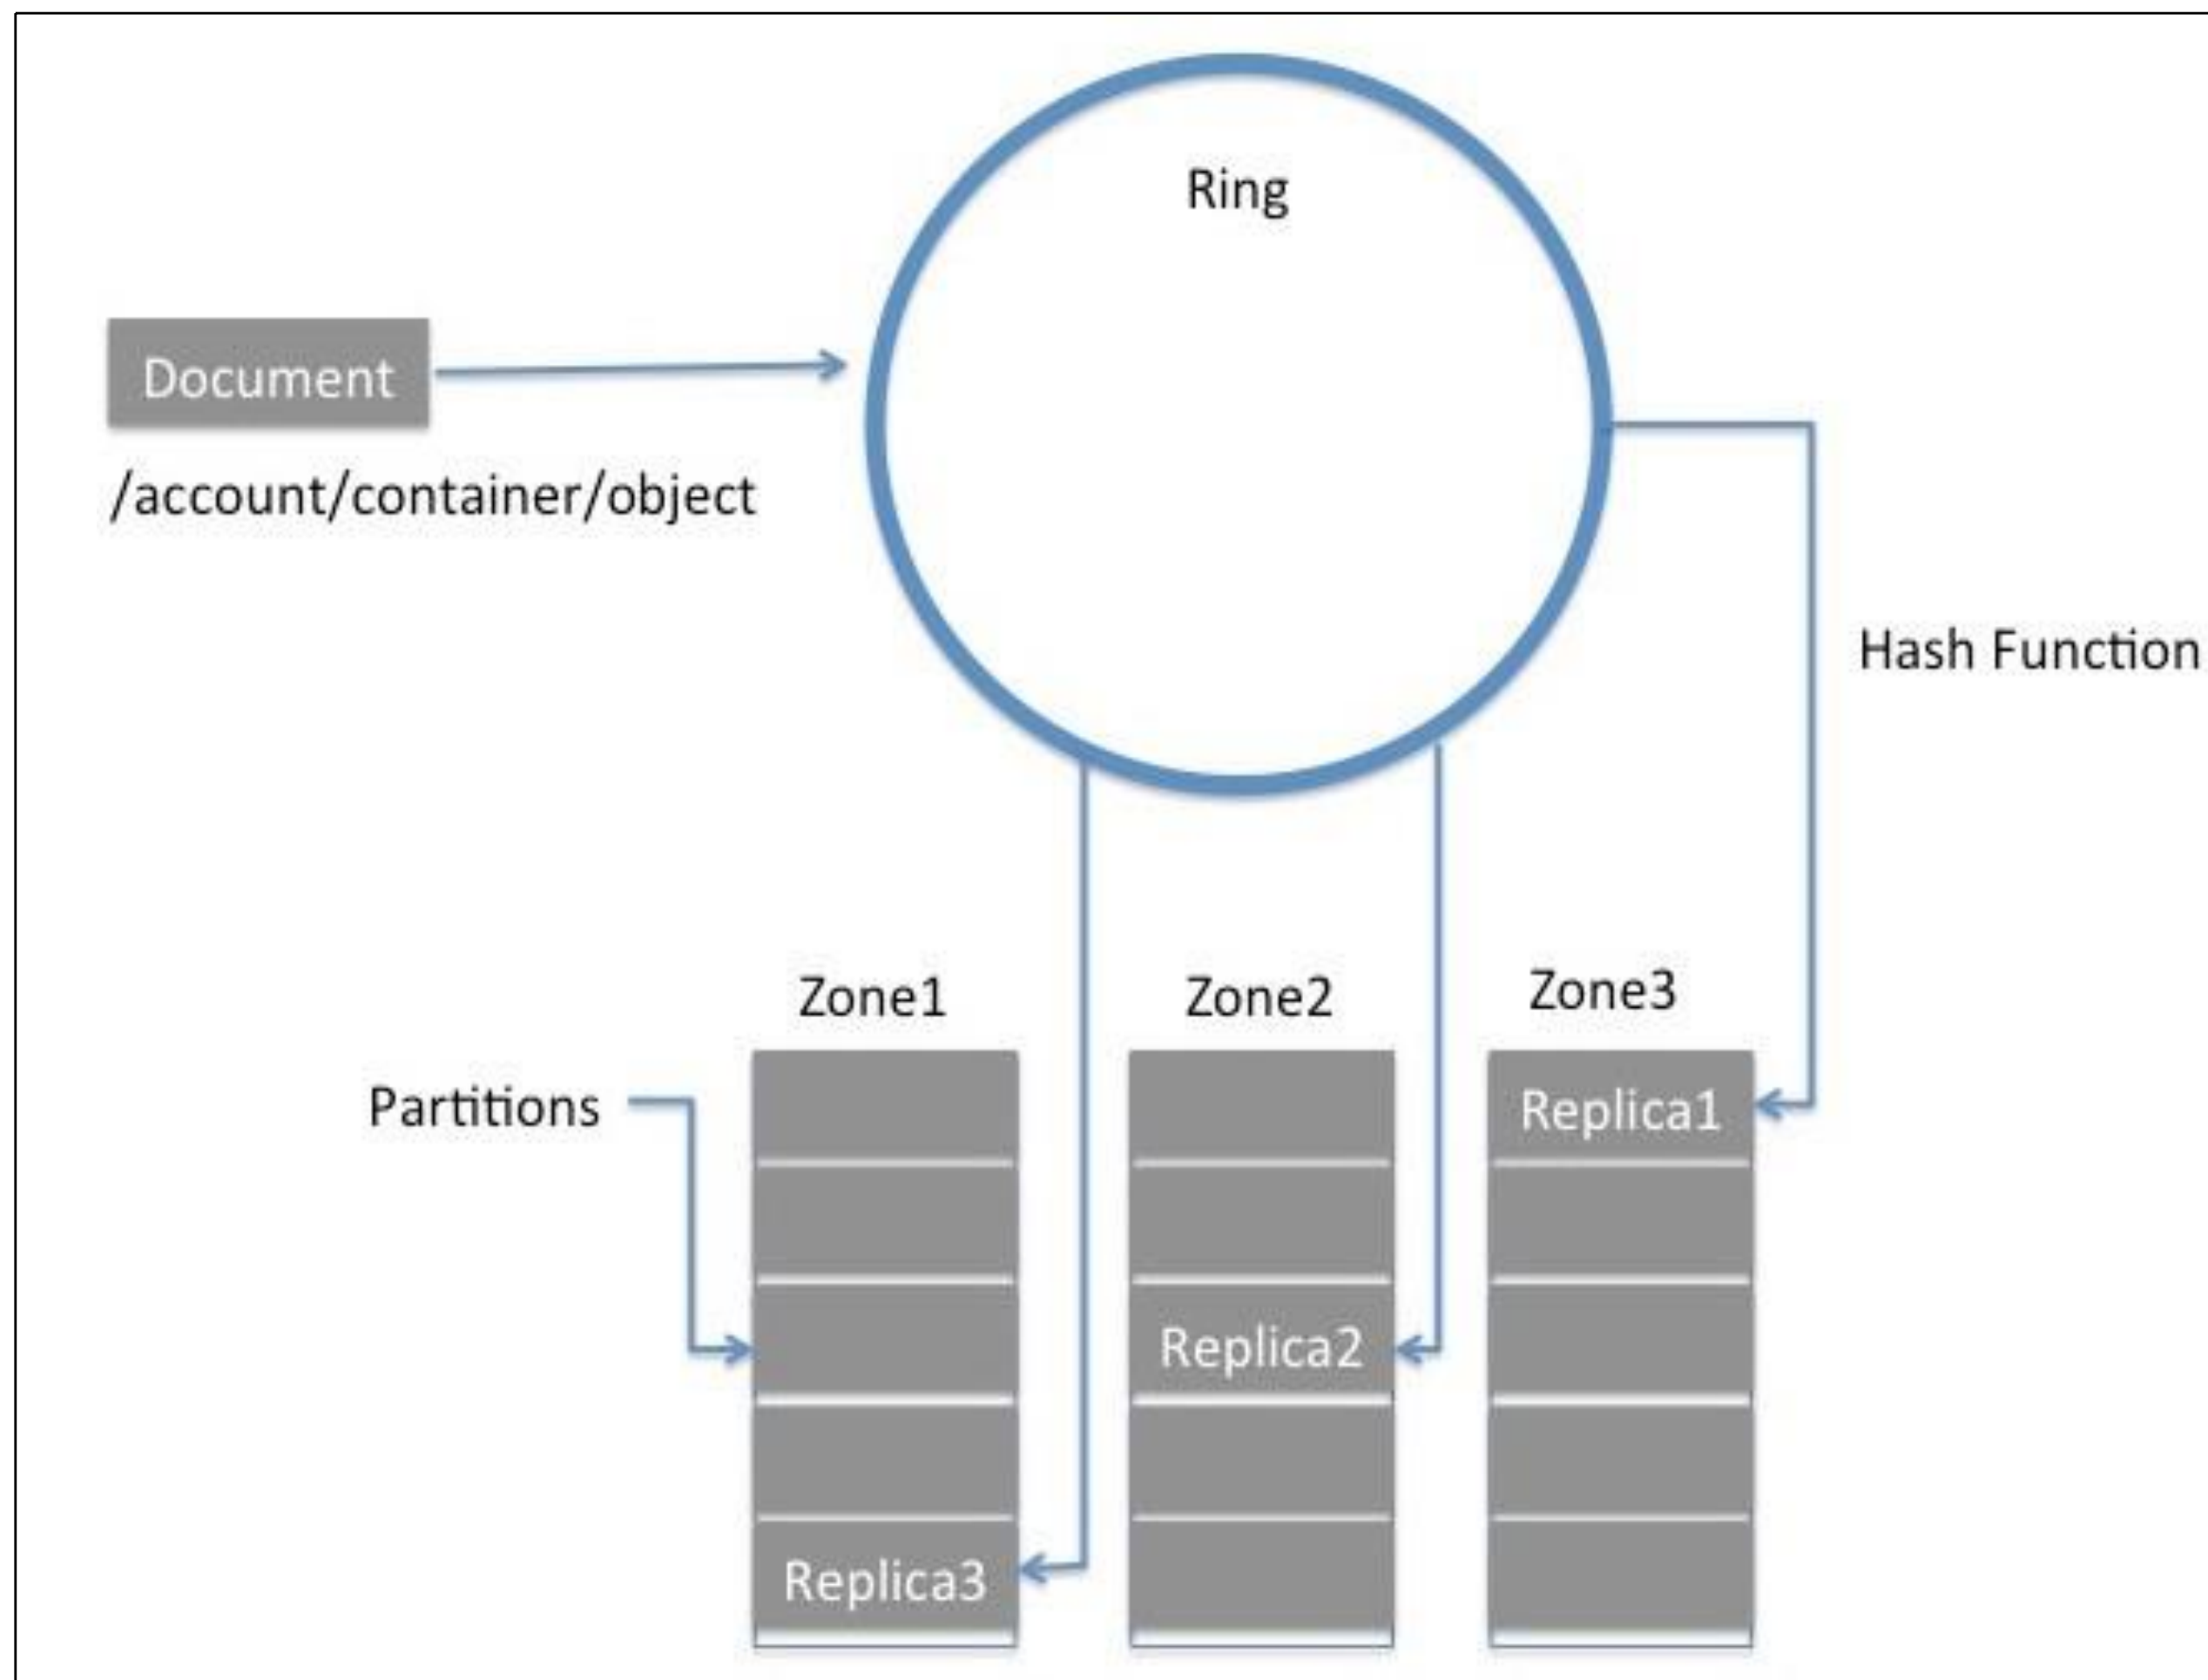 Ring
Document
/account/container/object
Hash Function
Zone1
Zone2
Zone3
Partitions
Replica1
Replica2
Replica3